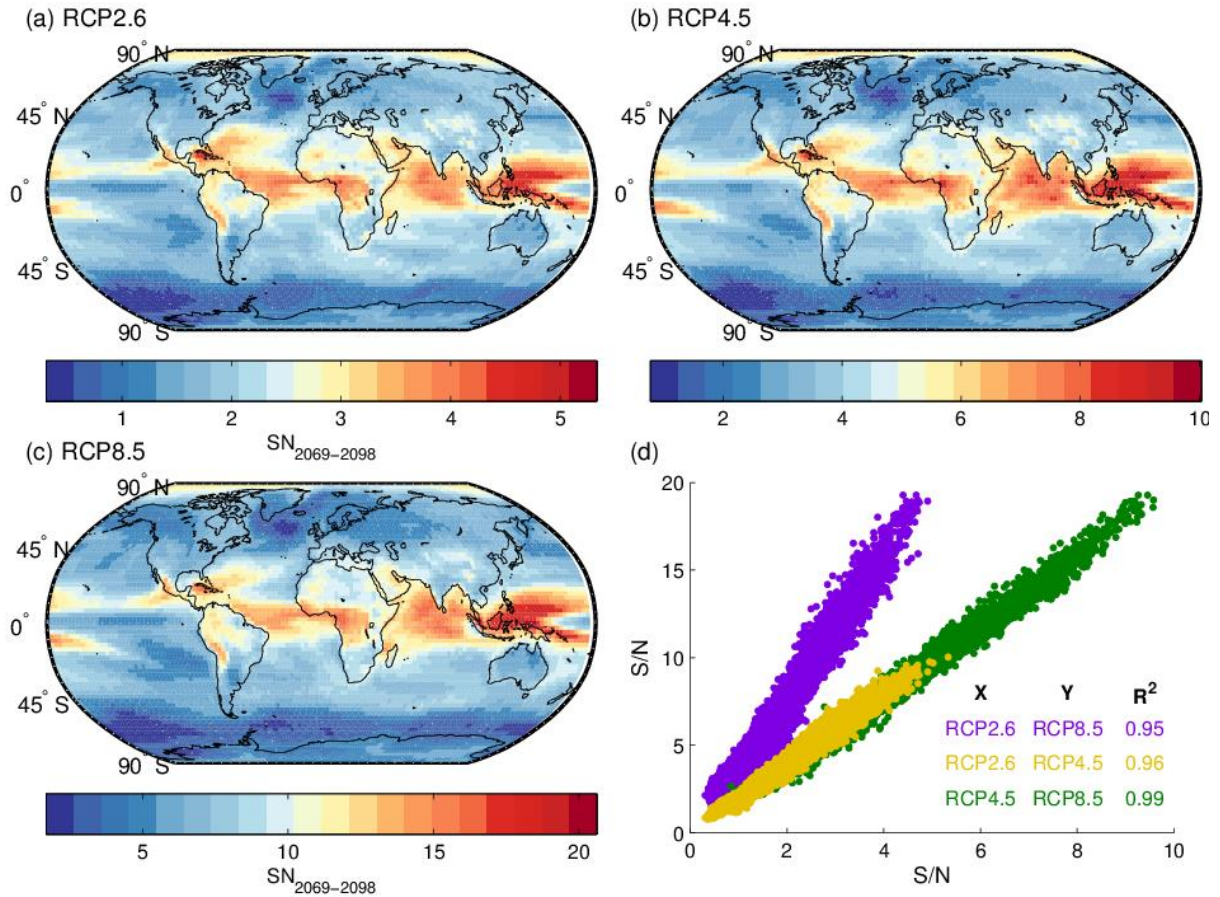 (a) RCP2.6
90° N
45° N
0°
45° S
90° S
1 2 3 4 5
SN2069−2098
(b) RCP4.5
90° N
45° N
0°
45° S
90° S
2 4 6 8 10
(c) RCP8.5
90° N
45° N
0°
45° S
90° S
5 10 15 20
SN2069−2098
(d)
S/N
20
15
10
5
0
X Y R²
RCP2.6 RCP8.5 0.95
RCP2.6 RCP4.5 0.96
RCP4.5 RCP8.5 0.99
0 2 4 6 8 10
S/N